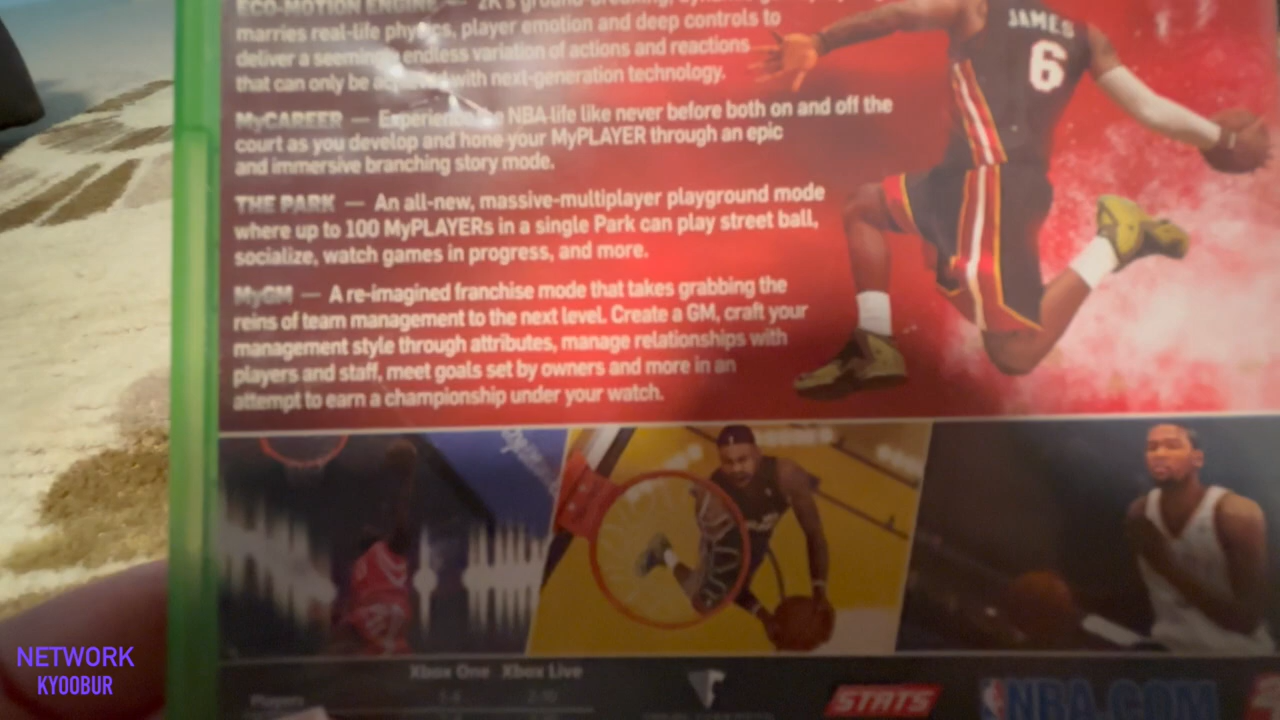 ECO-MOTION ENGINE — 2K's ground-breaking,
marries real-life physics, player emotion and deep controls to
deliver a seeming endless variation of actions and reactions
that can only be with next-generation technology.
MyCAREER — Experience NBA life like never before both on and off the
court as you develop and hone your MyPLAYER through an epic
and immersive branching story mode.
THE PARK — An all-new, massive-multiplayer playground mode
where up to 100 MyPLAYERs in a single Park can play street ball,
socialize, watch games in progress, and more.
MyGM — A re-imagined franchise mode that takes grabbing the
reins of team management to the next level. Create a GM, craft your
management style through attributes, manage relationships with
players and staff, meet goals set by owners and more in an
attempt to earn a championship under your watch.
JAMES
6
Xbox One Xbox Live
Players
STATS
NBA.COM
NETWORK
KYOOBUR